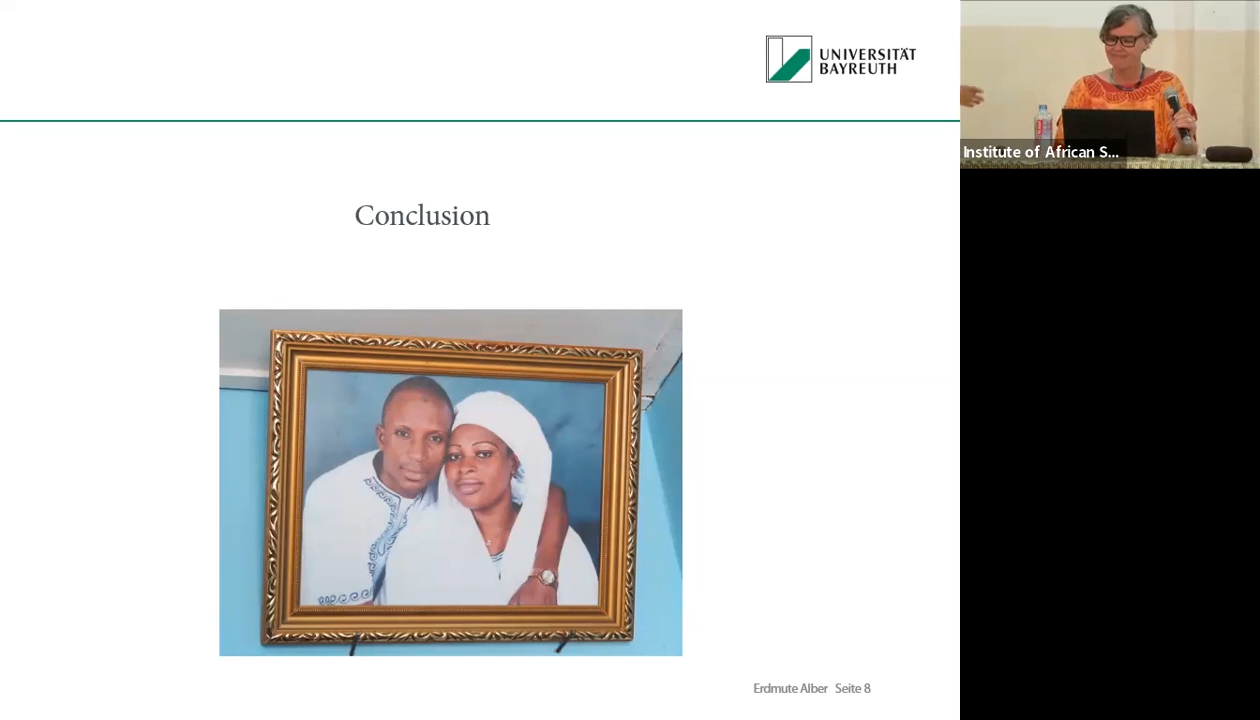 UNIVERSITÄT
BAYREUTH
Institute of African S...
Conclusion
Erdmute Alber Seite 8